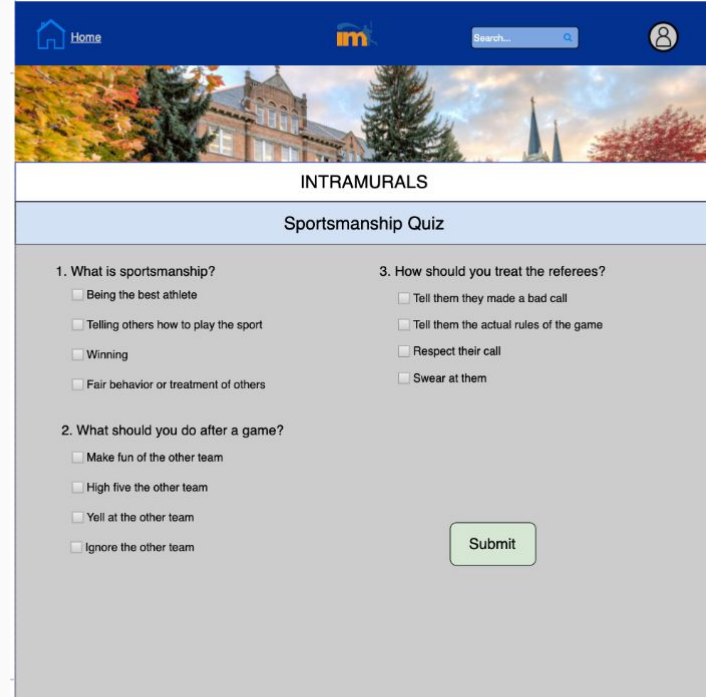 Home
im
Search...
INTRAMURALS
Sportsmanship Quiz
1. What is sportsmanship?
Being the best athlete
Telling others how to play the sport
Winning
Fair behavior or treatment of others
2. What should you do after a game?
Make fun of the other team
High five the other team
Yell at the other team
Ignore the other team
3. How should you treat the referees?
Tell them they made a bad call
Tell them the actual rules of the game
Respect their call
Swear at them
Submit